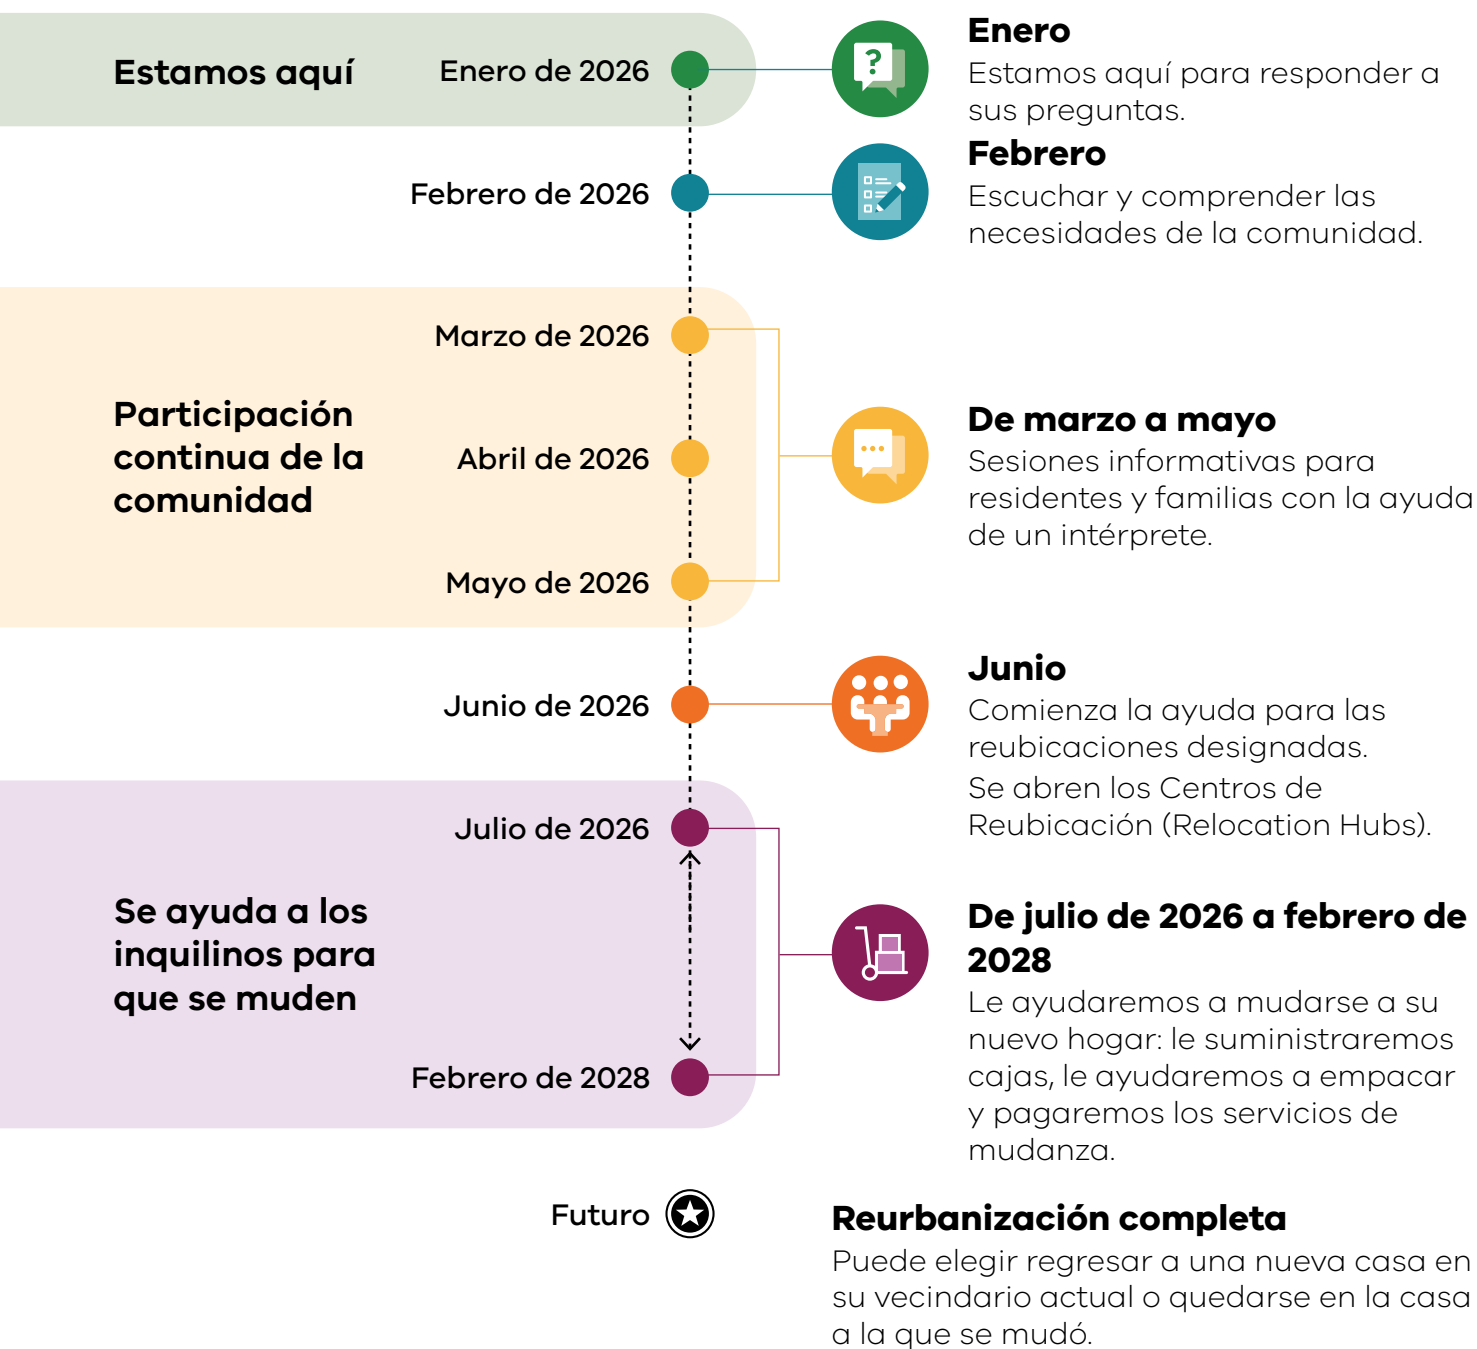 Estamos aquí
Enero de 2026
Enero
Estamos aquí para responder a
sus preguntas.
Febrero de 2026
Febrero
Escuchar y comprender las
necesidades de la comunidad.
Participación
continua de la
comunidad
Marzo de 2026
Abril de 2026
Mayo de 2026
De marzo a mayo
Sesiones informativas para
residentes y familias con la ayuda
de un intérprete.
Junio de 2026
Junio
Comienza la ayuda para las
reubicaciones designadas.
Se abren los Centros de
Reubicación (Relocation Hubs).
Se ayuda a los
inquilinos para
que se muden
Julio de 2026
Febrero de 2028
De julio de 2026 a febrero de
2028
Le ayudaremos a mudarse a su
nuevo hogar: le suministraremos
cajas, le ayudaremos a empacar
y pagaremos los servicios de
mudanza.
Futuro
Reurbanización completa
Puede elegir regresar a una nueva casa en
su vecindario actual o quedarse en la casa
a la que se mudó.